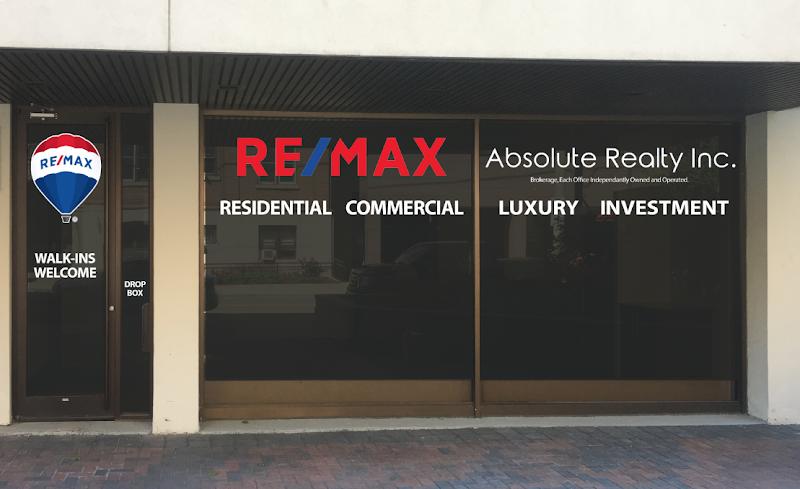 RE/MAX
WALK-INS
WELCOME
DROP
BOX
RE/MAX
RESIDENTIAL COMMERCIAL
Absolute Realty Inc.
Brokerage, Each Office Independantly Owned and Operated.
LUXURY INVESTMENT